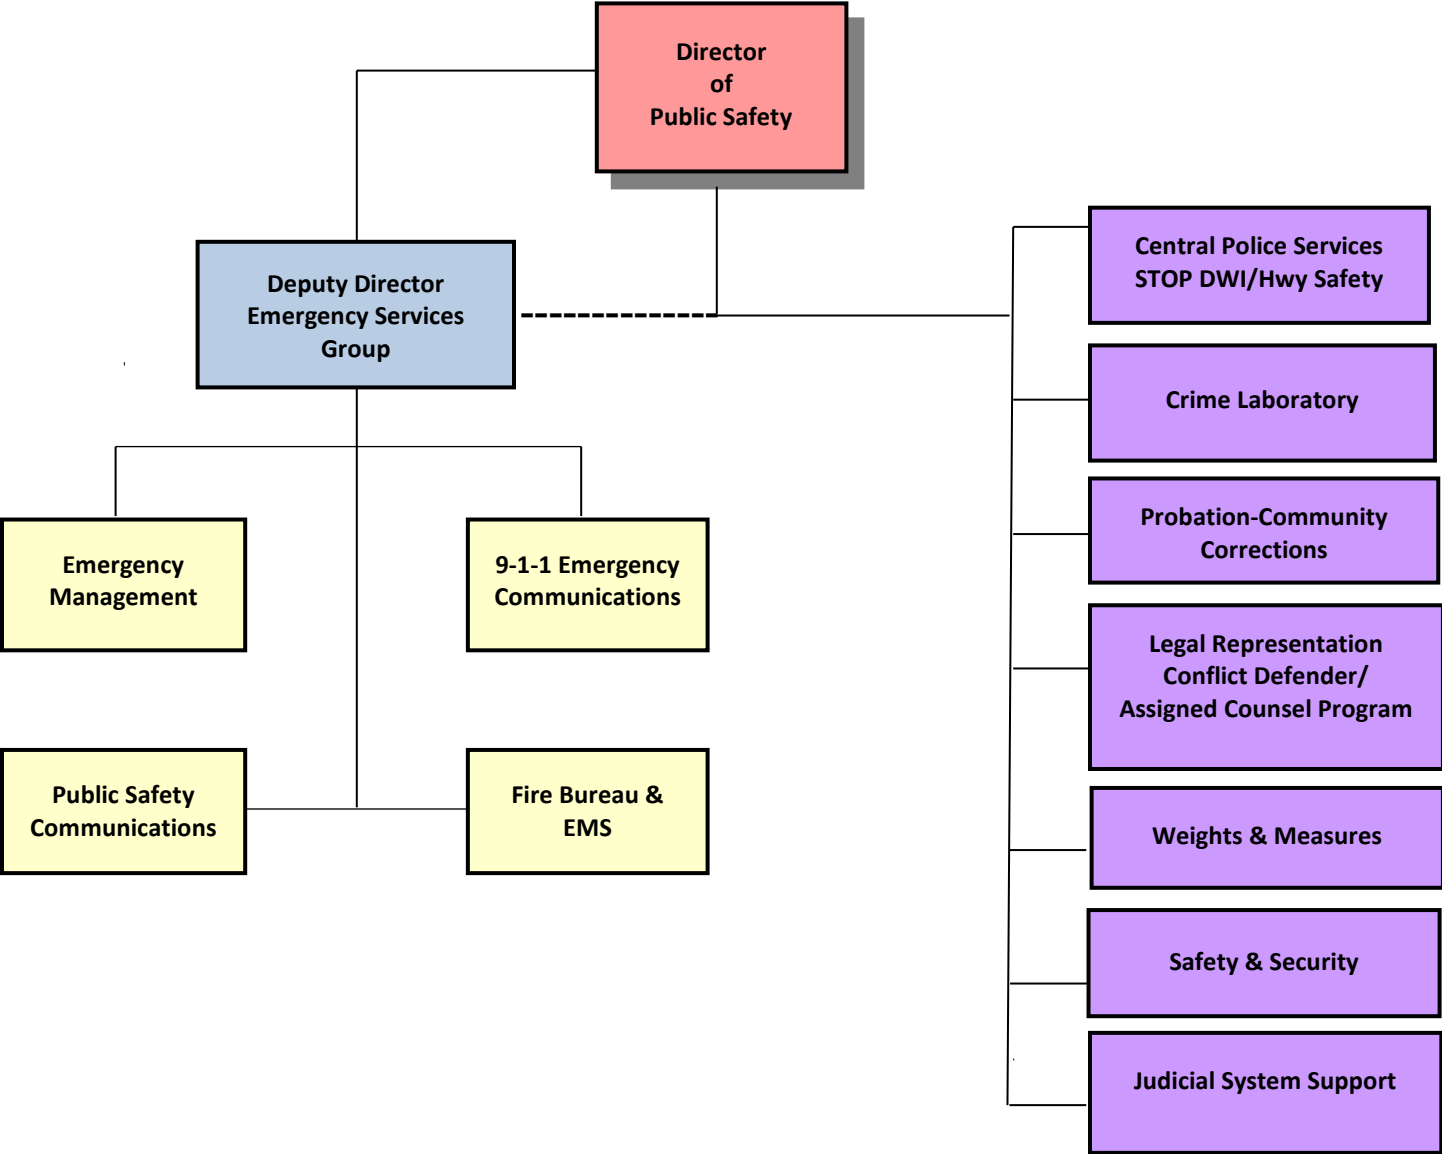 Director
of
Public Safety
Deputy Director
Emergency Services
Group
Emergency
Management
9-1-1 Emergency
Communications
Public Safety
Communications
Fire Bureau &
EMS
Central Police Services
STOP DWI/Hwy Safety
Crime Laboratory
Probation-Community
Corrections
Legal Representation
Conflict Defender/
Assigned Counsel Program
Weights & Measures
Safety & Security
Judicial System Support